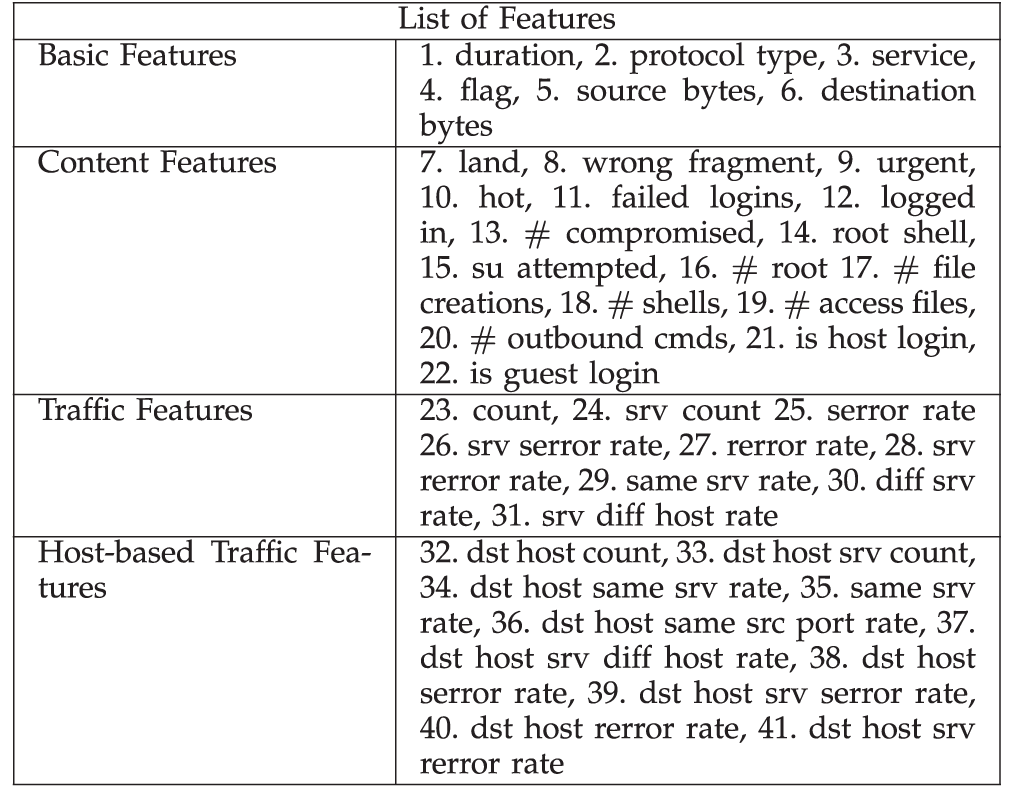 List of Features
Basic Features
1. duration, 2. protocol type, 3. service,
4. flag, 5. source bytes, 6. destination
bytes
Content Features
7. land, 8. wrong fragment, 9. urgent,
10. hot, 11. failed logins, 12. logged
in, 13. # compromised, 14. root shell,
15. su attempted, 16. # root 17. # file
creations, 18. # shells, 19. # access files,
20. # outbound cmds, 21. is host login,
22. is guest login
Traffic Features
23. count, 24. srv count 25. serror rate
26. srv serror rate, 27. rerror rate, 28. srv
rerror rate, 29. same srv rate, 30. diff srv
rate, 31. srv diff host rate
Host-based Traffic Fea-
tures
32. dst host count, 33. dst host srv count,
34. dst host same srv rate, 35. same srv
rate, 36. dst host same src port rate, 37.
dst host srv diff host rate, 38. dst host
serror rate, 39. dst host srv serror rate,
40. dst host rerror rate, 41. dst host srv
rerror rate